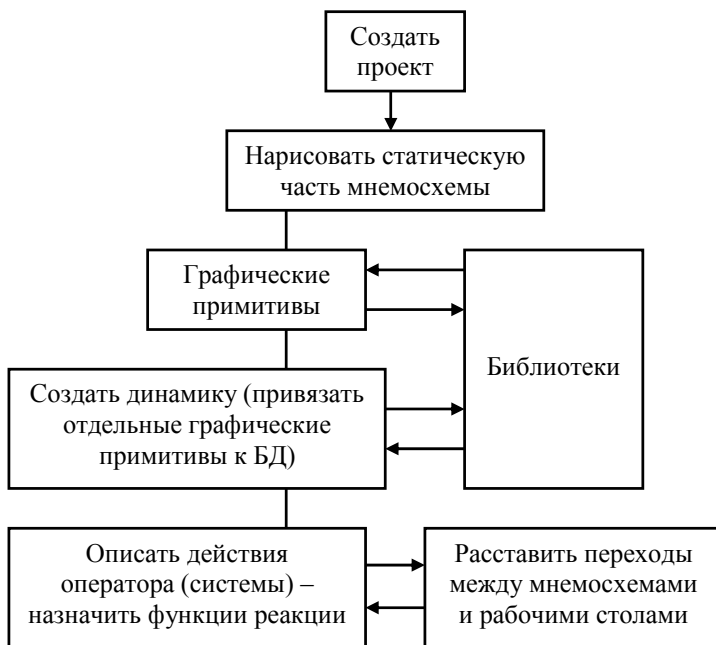 Создать
проект
Нарисовать статическую
часть мнемосхемы
Графические
примитивы
Библиотеки
Создать динамику (привязать
отдельные графические
примитивы к БД)
Описать действия
оператора (системы) –
назначить функции реакции
Расставить переходы
между мнемосхемами
и рабочими столами